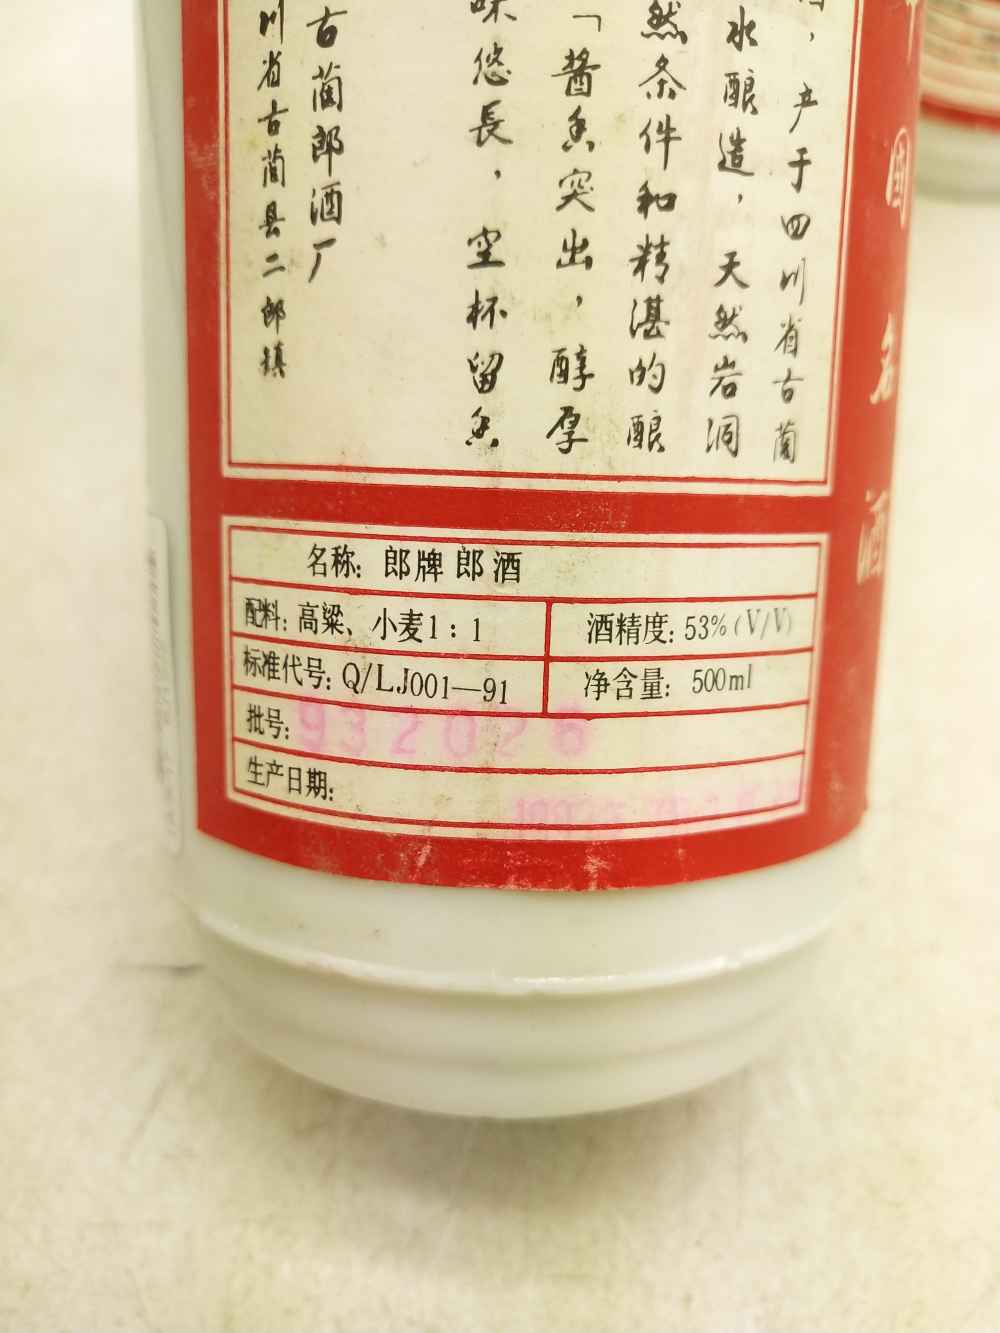 ，产于四川省古蔺
水酿造，天然岩洞
然条件和精湛的酿
「酱香突出，醇厚
味悠長，空杯留香
古蔺郎酒厂
川省古蔺县二郎镇
國名酒
名称：郎牌 郎酒
配料：高粱、小麦1：1
酒精度：53%（V/V）
标准代号：Q/LJ001—91
净含量：500ml
批号：932026
生产日期：